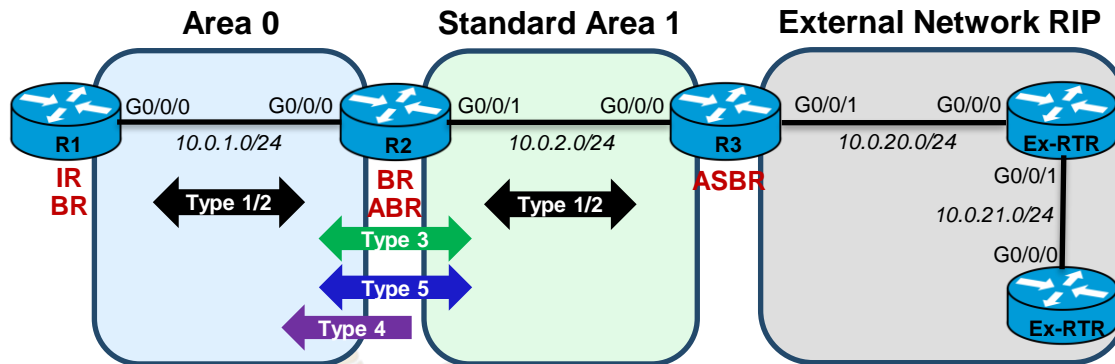 Area 0
Standard Area 1
External Network RIP
G0/0/0
G0/0/0
G0/0/1
G0/0/0
G0/0/1
G0/0/0
R1
10.0.1.0/24
R2
10.0.2.0/24
R3
10.0.20.0/24
Ex-RTR
IR
BR
BR
ABR
ASBR
Type 1/2
Type 1/2
G0/0/1
10.0.21.0/24
Type 3
G0/0/0
Type 5
Type 4
Ex-RTR